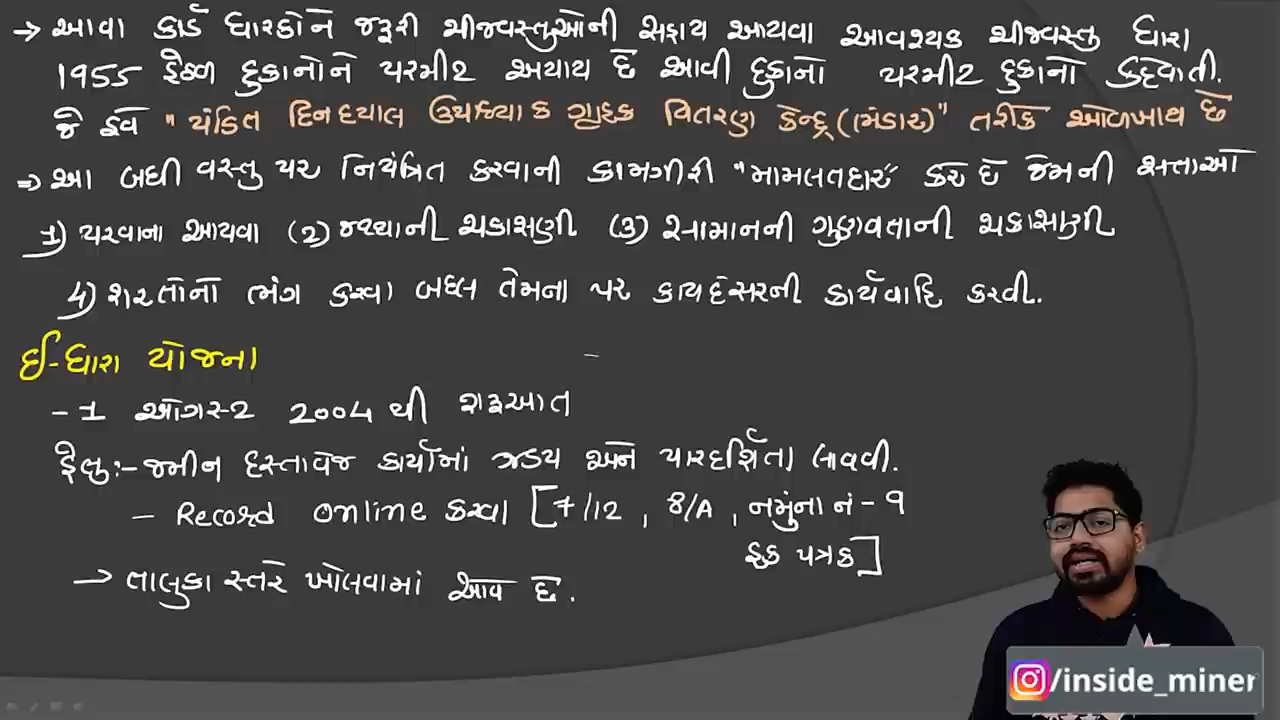 → આવા કાર્ડ ધારકોને જરૂરી ચીજવસ્તુઓની સહાય આપવા આવશ્યક ચીજવસ્તુ ધારા
1955 હેઠળ દુકાનોને પરમીટ અપાય છે આવી દુકાનો પરમીટ દુકાનો કહેવાતી.
જે હવે "પંડિત દિનદયાલ ઉપાધ્યાક ગ્રાહક વિતરણ કેન્દ્ર (ભંડાર)" તરીકે ઓળખાય છે
⇒ આ બધી વસ્તુ પર નિયંત્રિત કરવાની કામગીરી "મામલતદાર" કરે છે જેમની સત્તાઓ
1) પરવાના આપવા (2) જથ્થાની ચકાસણી (3) સામાનની ગુણવતાની ચકાસણી
4) શરતોનો ભંગ કરવા બદલ તેમના પર કાયદેસરની કાર્યવાહિ કરવી.
ઈ-ધારા યોજના
- 1 ઓગસ્ટ 2004 થી શરૂઆત
હેતુ:- જમીન દસ્તાવેજ કાર્યોમાં ઝડપ અને પારદર્શિતા લાવવી.
- Record online કરવા [7/12, 8/A, નમુના નં - 9
હક પત્રક]
→ તાલુકા સ્તરે ખોલવામાં આવે છે.
/inside_miner